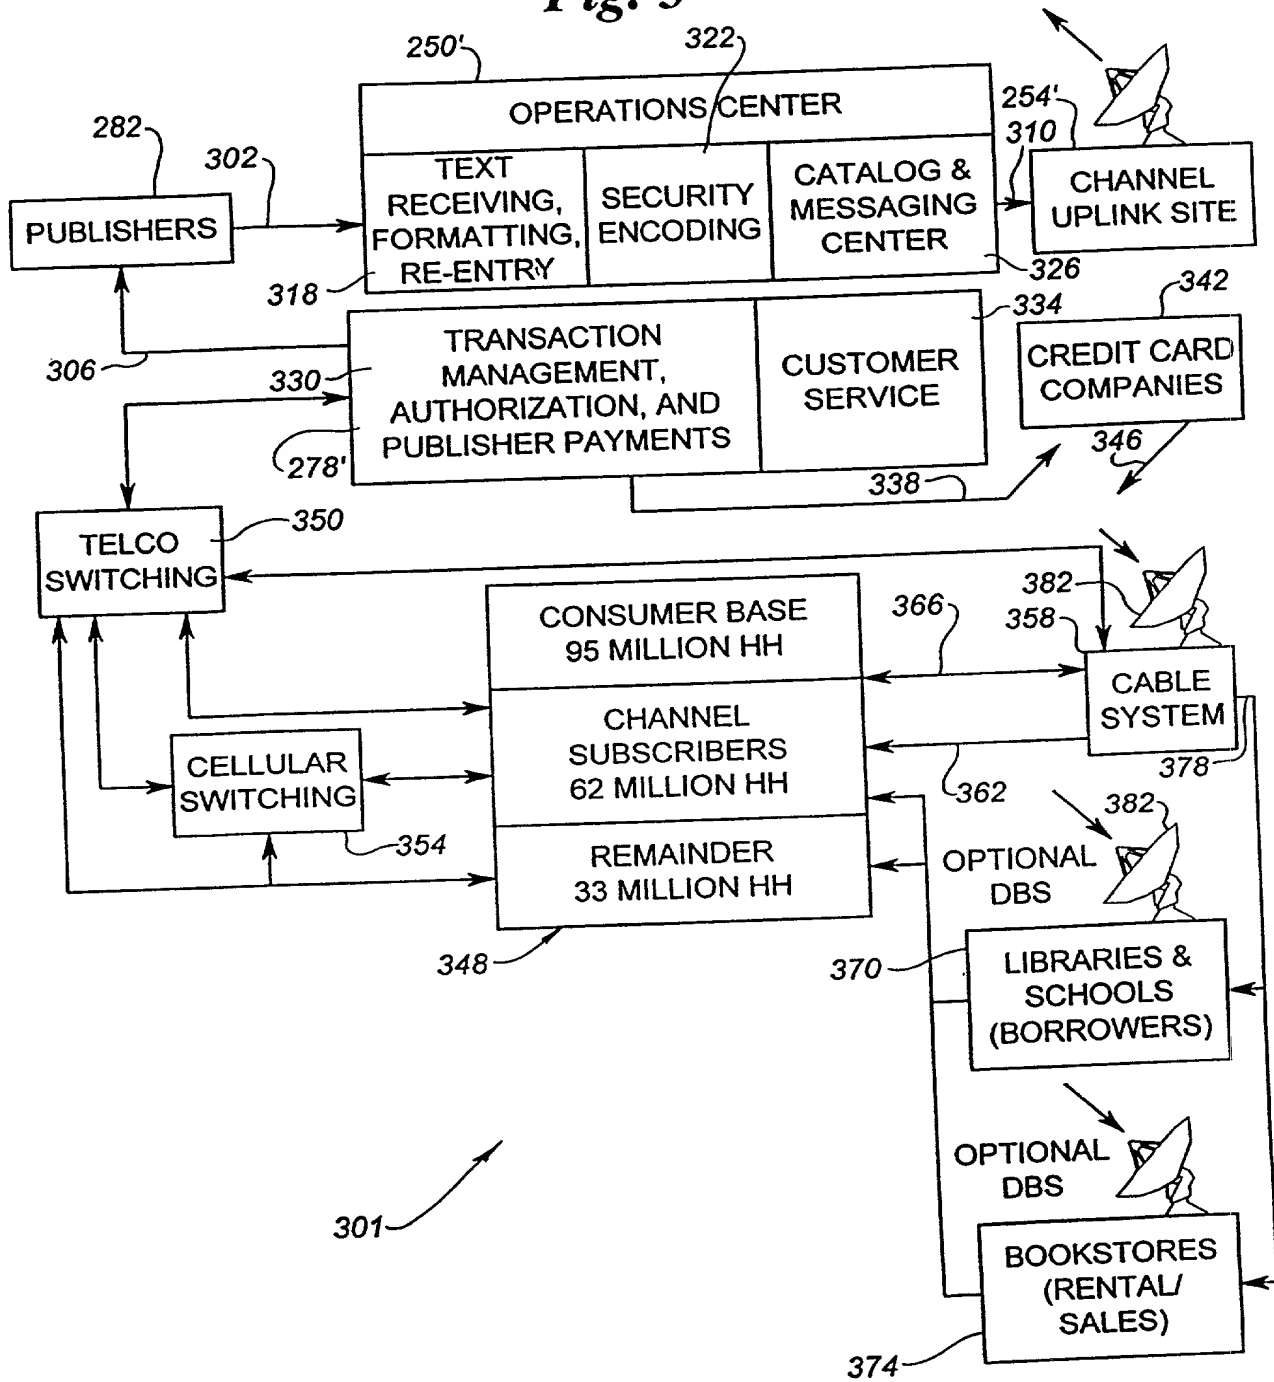 250'
322
OPERATIONS CENTER
254'
282
302
310
TEXT
RECEIVING,
FORMATTING,
RE-ENTRY
SECURITY
ENCODING
CATALOG &
MESSAGING
CENTER
CHANNEL
UPLINK SITE
PUBLISHERS
318
326
342
334
306
330
TRANSACTION
MANAGEMENT,
AUTHORIZATION, AND
PUBLISHER PAYMENTS
CUSTOMER
SERVICE
CREDIT CARD
COMPANIES
278'
346
338
350
TELCO
SWITCHING
382
358
366
CONSUMER BASE
95 MILLION HH
CABLE
SYSTEM
CHANNEL
SUBSCRIBERS
62 MILLION HH
CELLULAR
SWITCHING
378
362
382
354
REMAINDER
33 MILLION HH
OPTIONAL
DBS
348
370
LIBRARIES &
SCHOOLS
(BORROWERS)
OPTIONAL
DBS
301
BOOKSTORES
(RENTAL/
SALES)
374